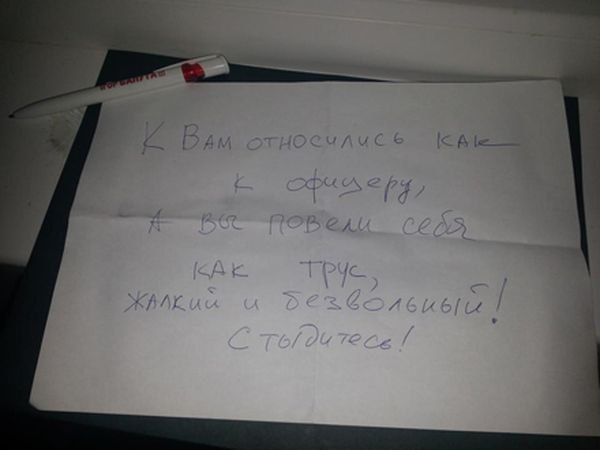 К Вам относились как
к офицеру,
а вы повели себя
как трус,
жалкий и безвольный!
Стыдитесь!